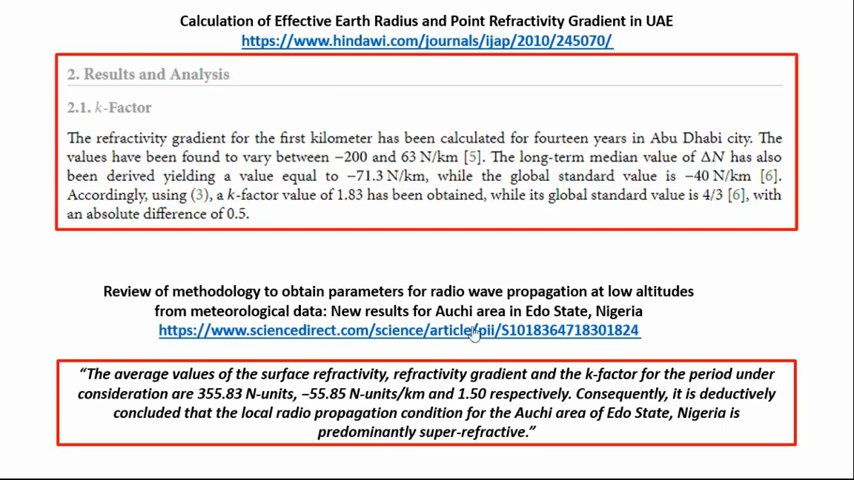 Calculation of Effective Earth Radius and Point Refractivity Gradient in UAE
https://www.hindawi.com/journals/ijap/2010/245070/
2. Results and Analysis
2.1. k-Factor
The refractivity gradient for the first kilometer has been calculated for fourteen years in Abu Dhabi city. The
values have been found to vary between −200 and 63 N/km [5]. The long-term median value of ΔN has also
been derived yielding a value equal to −71.3 N/km, while the global standard value is −40 N/km [6].
Accordingly, using (3), a k-factor value of 1.83 has been obtained, while its global standard value is 4/3 [6], with
an absolute difference of 0.5.
Review of methodology to obtain parameters for radio wave propagation at low altitudes
from meteorological data: New results for Auchi area in Edo State, Nigeria
https://www.sciencedirect.com/science/article/pii/S1018364718301824
“The average values of the surface refractivity, refractivity gradient and the k-factor for the period under
consideration are 355.83 N-units, −55.85 N-units/km and 1.50 respectively. Consequently, it is deductively
concluded that the local radio propagation condition for the Auchi area of Edo State, Nigeria is
predominantly super-refractive.”